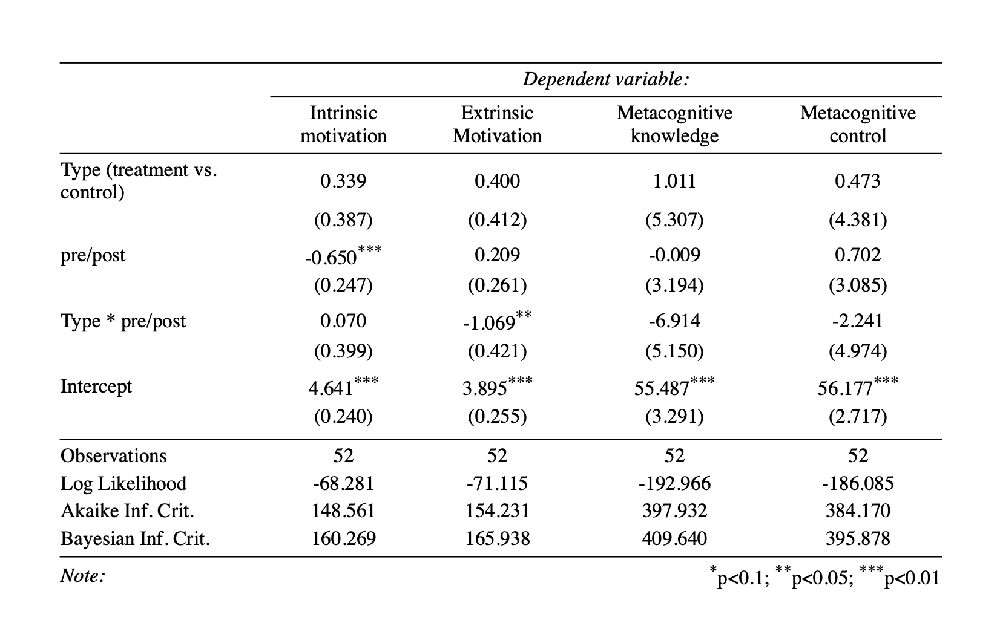 Dependent variable:
Intrinsic motivation Extrinsic Motivation Metacognitive knowledge Metacognitive control
Type (treatment vs. control) 0.339 0.400 1.011 0.473
(0.387) (0.412) (5.307) (4.381)
pre/post -0.650*** 0.209 -0.009 0.702
(0.247) (0.261) (3.194) (3.085)
Type * pre/post 0.070 -1.069** -6.914 -2.241
(0.399) (0.421) (5.150) (4.974)
Intercept 4.641*** 3.895*** 55.487*** 56.177***
(0.240) (0.255) (3.291) (2.717)
Observations 52 52 52 52
Log Likelihood -68.281 -71.115 -192.966 -186.085
Akaike Inf. Crit. 148.561 154.231 397.932 384.170
Bayesian Inf. Crit. 160.269 165.938 409.640 395.878
Note: *p<0.1; **p<0.05; ***p<0.01